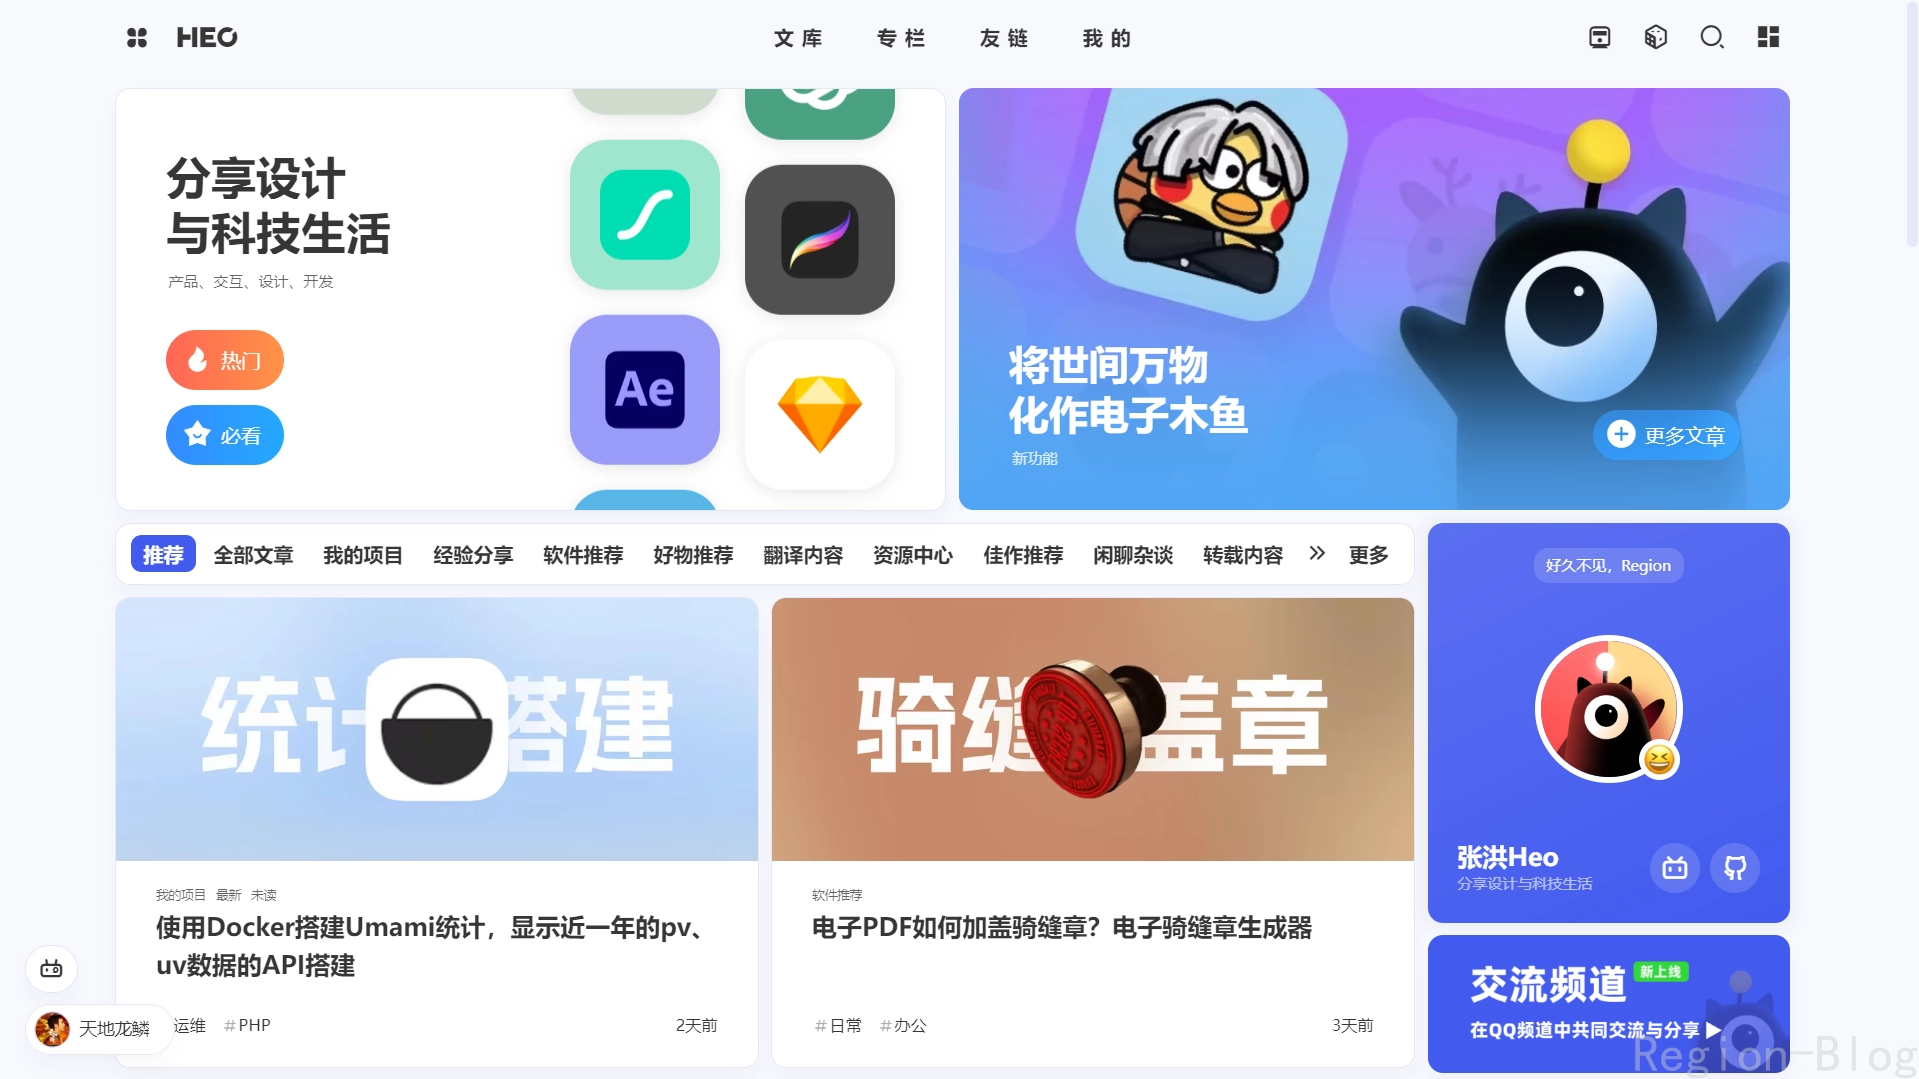 HEO
文库 专栏 友链 我的
分享设计
与科技生活
产品、交互、设计、开发
热门
必看
Ae
将世间万物
化作电子木鱼
新功能
更多文章
推荐 全部文章 我的项目 经验分享 软件推荐 好物推荐 翻译内容 资源中心 佳作推荐 闲聊杂谈 转载内容 更多
好久不见，Region
统计搭建
骑缝盖章
张洪Heo
分享设计与科技生活
我的项目 最新 未读
使用Docker搭建Umami统计，显示近一年的pv、
uv数据的API搭建
运维 #PHP
2天前
软件推荐
电子PDF如何加盖骑缝章？电子骑缝章生成器
#日常 #办公
3天前
交流频道 新上线
在QQ频道中共同交流与分享 ▶
天地龙鳞
Region-Blog